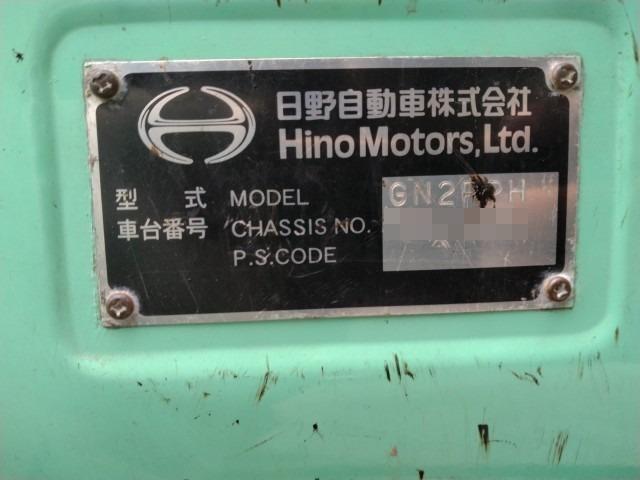 日野自動車株式会社
Hino Motors, Ltd.
型式 MODEL
車台番号 CHASSIS NO.
P.S.CODE